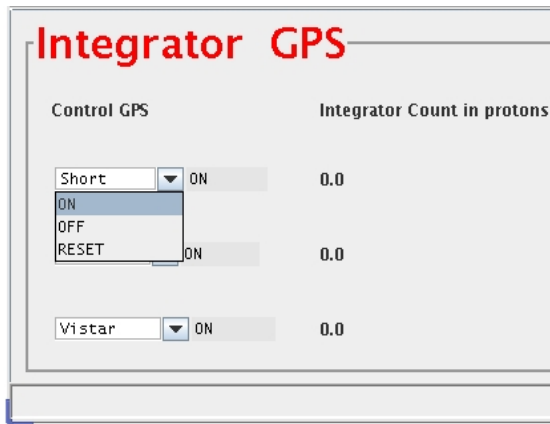 Integrator GPS
Control GPS Integrator Count in protons
Short ON 0.0
ON
OFF
RESET ON 0.0
Vistar ON 0.0